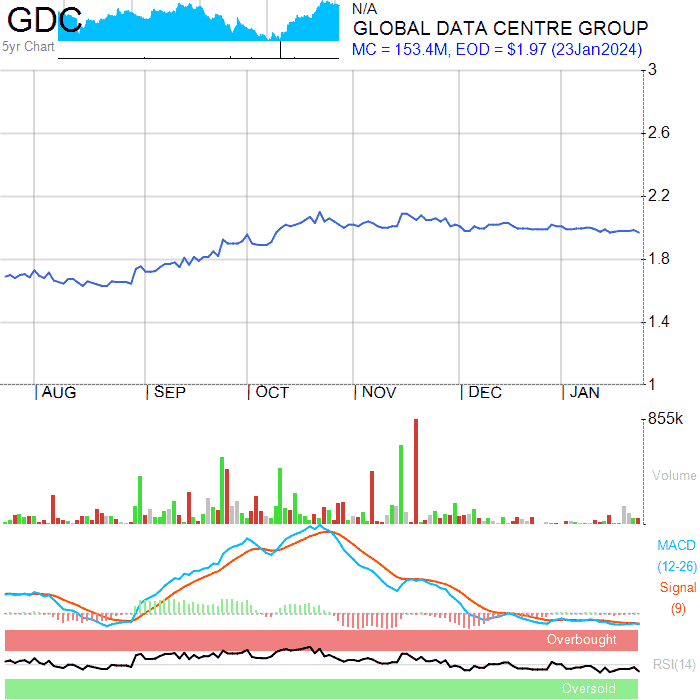 GDC
5yr Chart
N/A
GLOBAL DATA CENTRE GROUP
MC = 153.4M, EOD = $1.97 (23Jan2024)
3
2.6
2.2
1.8
1.4
1
AUG SEP OCT NOV DEC JAN
855k
Volume
MACD
(12-26)
Signal
(9)
Overbought
RSI(14)
Oversold